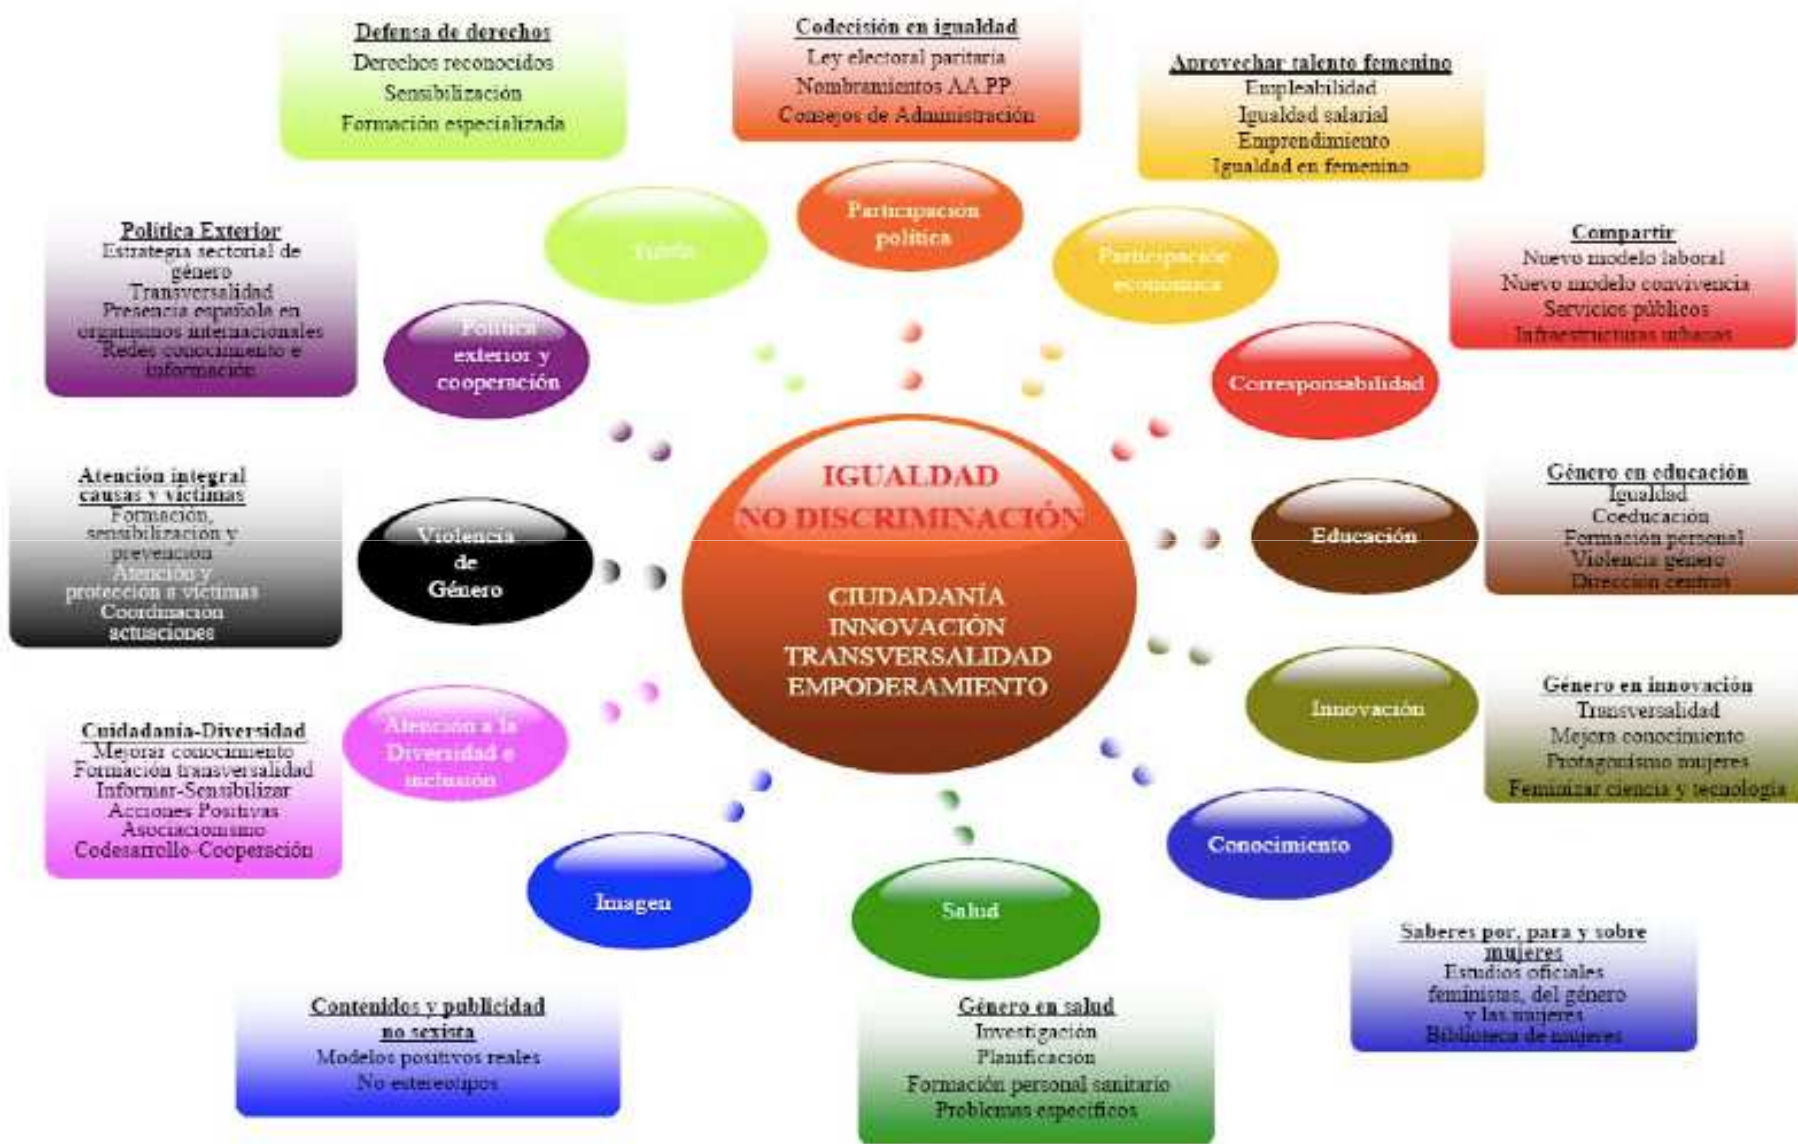 Defensa de derechos
Derechos reconocidos
Sensibilización
Formación especializada
Codecisión en igualdad
Ley electoral paritaria
Nombramientos AA.PP.
Consejos de Administración
Aprovechar talento femenino
Empleabilidad
Igualdad salarial
Emprendimiento
Igualdad en femenino
Participación
política
Participación
económica
Política Exterior
Estrategia sectorial de
género
Transversalidad
Presencia española en
organismos internacionales
Redes conocimiento e
información
Política
exterior y
cooperación
Compartir
Nuevo modelo laboral
Nuevo modelo convivencia
Servicios públicos
Infraestructuras urbanas
Corresponsabilidad
IGUALDAD
NO DISCRIMINACIÓN
CIUDADANÍA
INNOVACIÓN
TRANSVERSALIDAD
EMPODERAMIENTO
Atención integral
causas y víctimas
Formación,
sensibilización y
prevención
Atención y
protección a víctimas
Coordinación
actuaciones
Violencia
de
Género
Género en educación
Igualdad
Coeducación
Formación personal
Violencia género
Dirección centros
Educación
Cuidadanía-Diversidad
Mejorar conocimiento
Formación transversalidad
Informar-Sensibilizar
Acciones Positivas
Asociacionismo
Codesarrollo-Cooperación
Atención a la
Diversidad e
inclusión
Innovación
Género en innovación
Transversalidad
Mejora conocimiento
Protagonismo mujeres
Feminizar ciencia y tecnología
Imagen
Salud
Conocimiento
Contenidos y publicidad
no sexista
Modelos positivos reales
No estereotipos
Género en salud
Investigación
Planificación
Formación personal sanitario
Problemas específicos
Saberes por, para y sobre
mujeres
Estudios oficiales
feministas, del género
y las mujeres
Biblioteca de mujeres